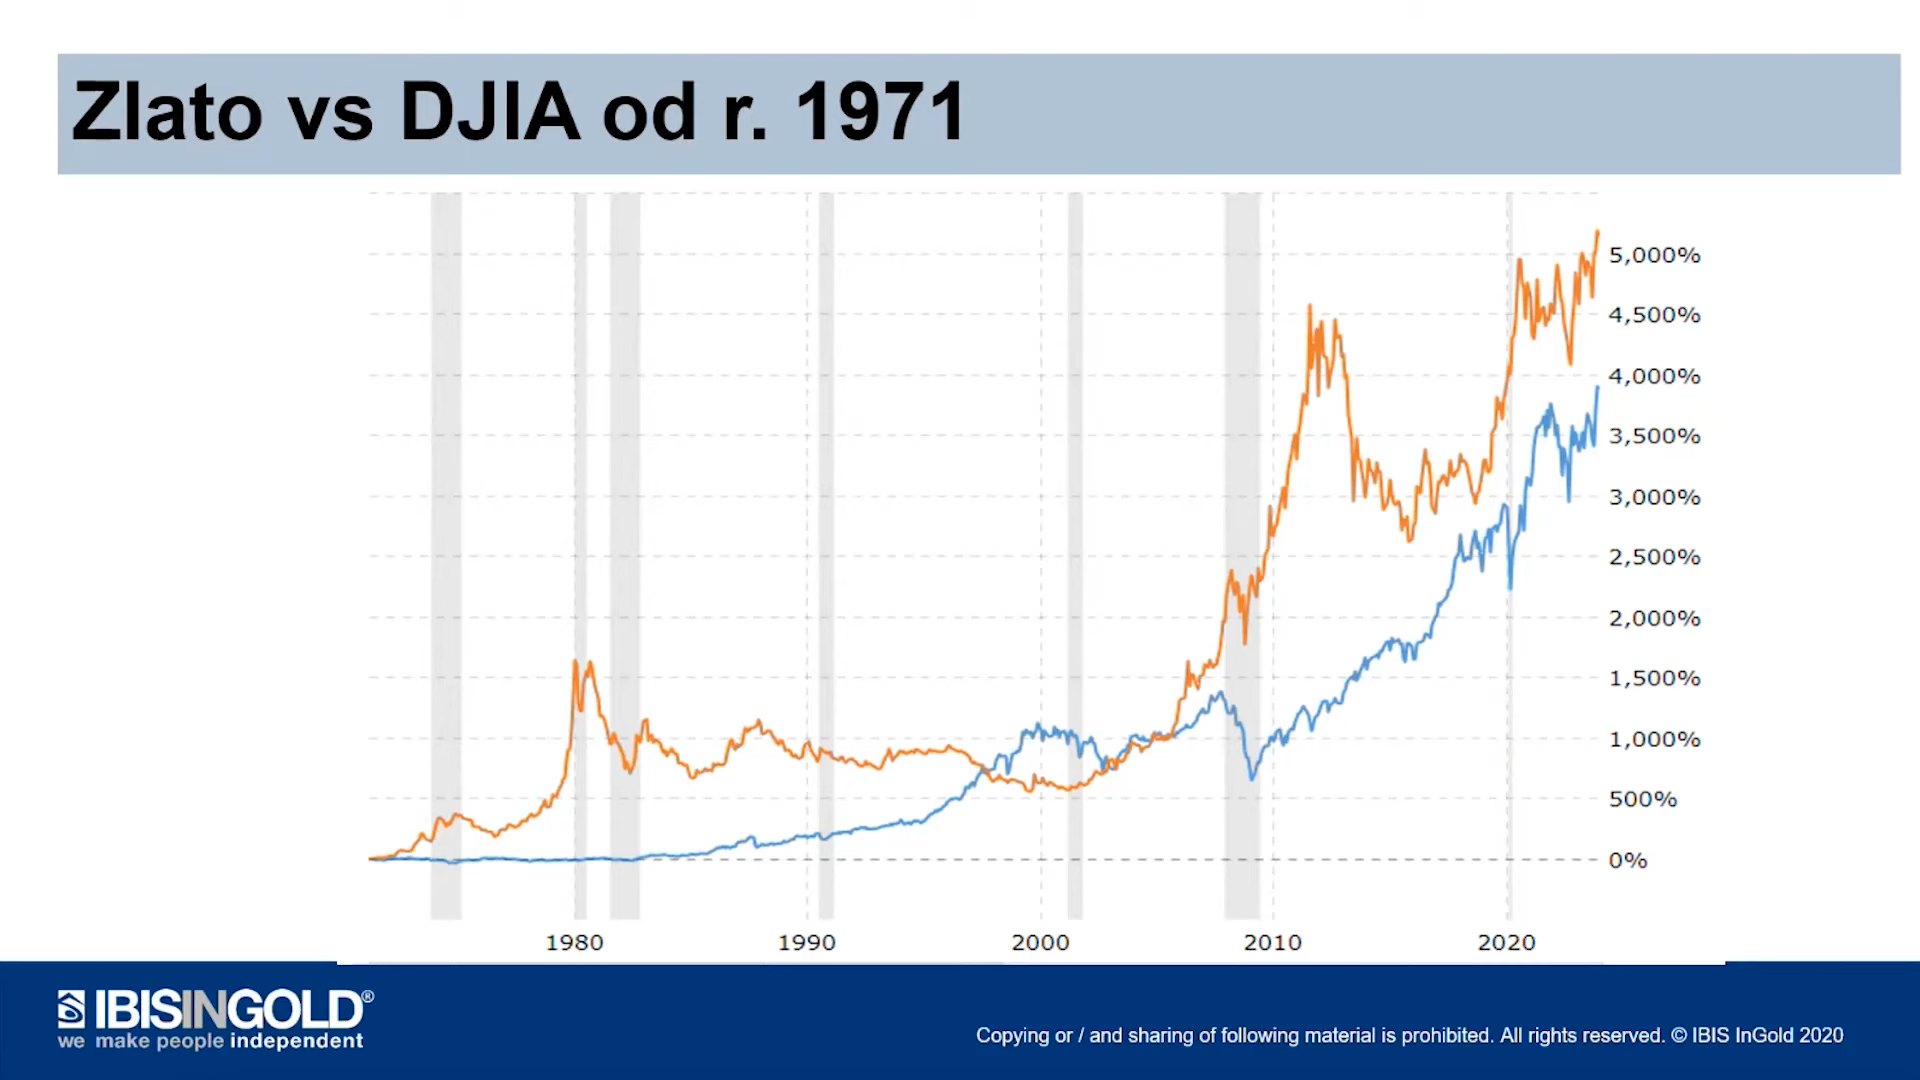 Zlato vs DJIA od r. 1971
5,000%
4,500%
4,000%
3,500%
3,000%
2,500%
2,000%
1,500%
1,000%
500%
0%
1980 1990 2000 2010 2020
IBISINGOLD®
we make people independent
Copying or / and sharing of following material is prohibited. All rights reserved. © IBIS InGold 2020